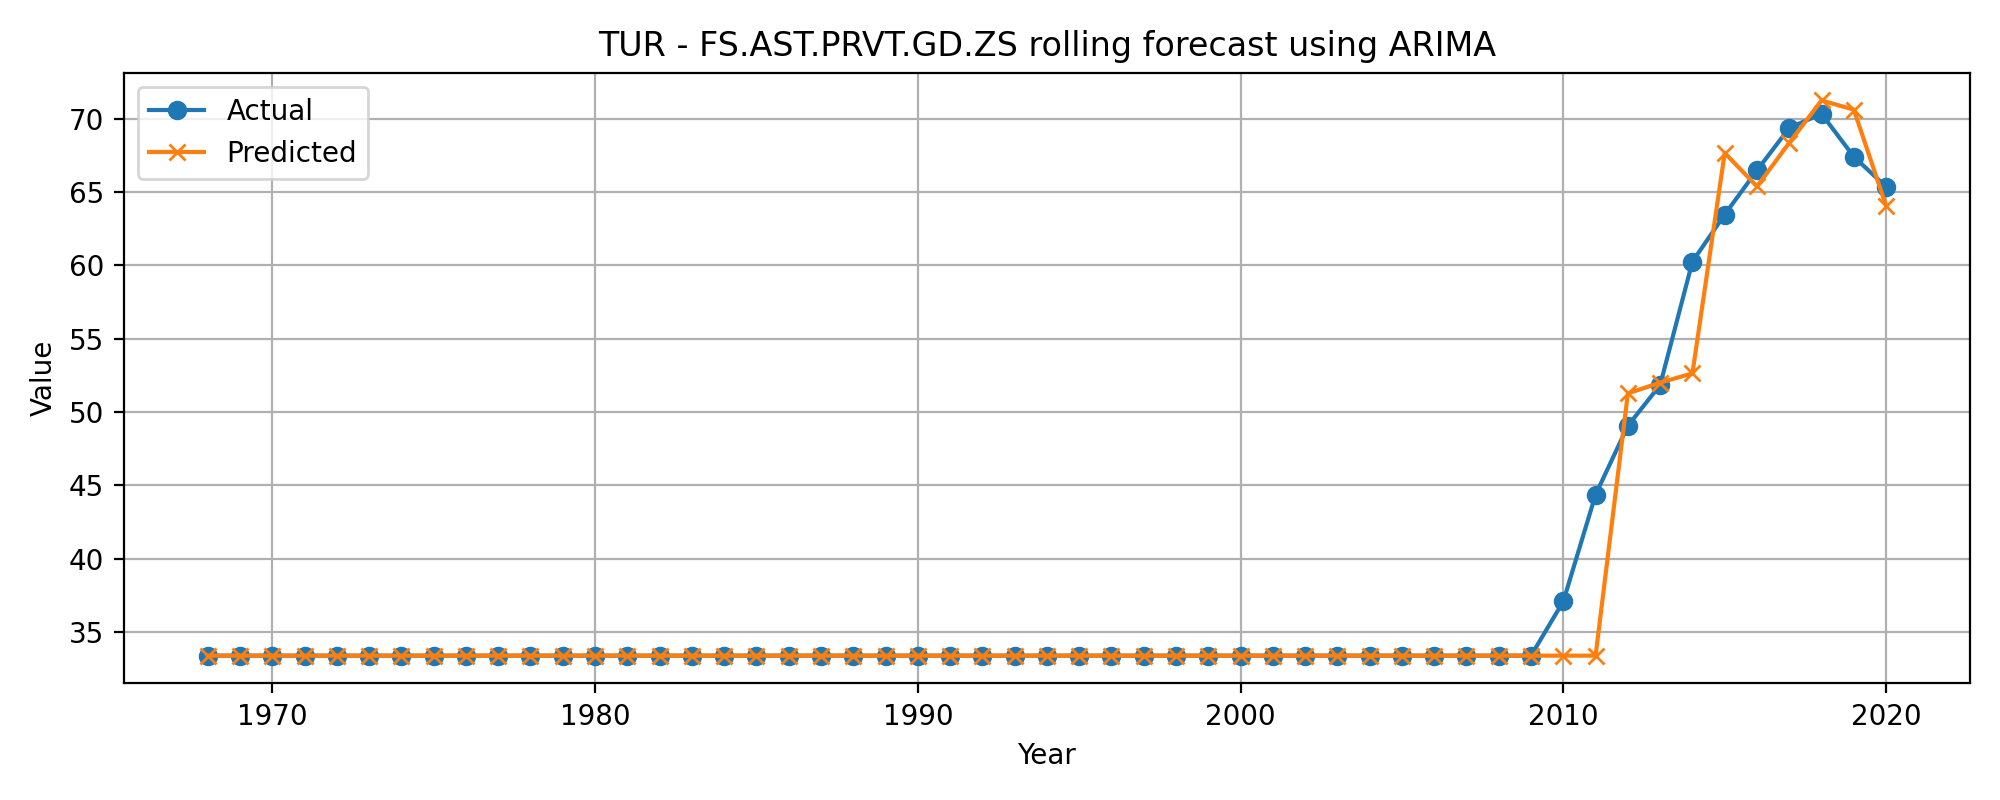 TUR - FS.AST.PRVT.GD.ZS rolling forecast using ARIMA
Actual
Predicted
Value
70
65
60
55
50
45
40
35
1970 1980 1990 2000 2010 2020
Year